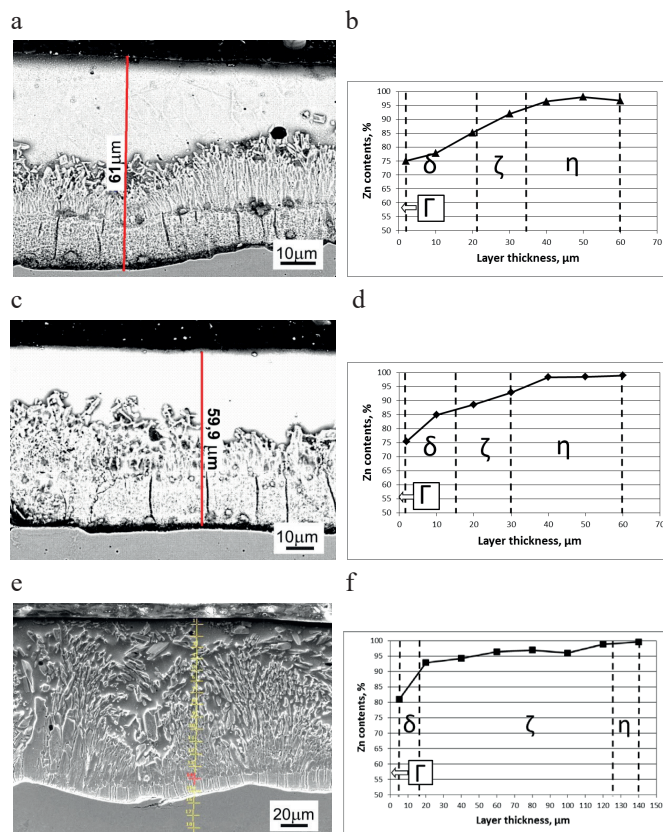 a
61µm
10µm
b
Zn contents, %
100
95
90
85
80
75
70
65
60
55
50
δ
ζ
η
Γ
0 10 20 30 40 50 60 70
Layer thickness, µm
c
59,9 µm
10µm
d
Zn contents, %
100
95
90
85
80
75
70
65
60
55
50
δ
ζ
η
Γ
0 10 20 30 40 50 60 70
Layer thickness, µm
e
20µm
f
Zn contents, %
100
95
90
85
80
75
70
65
60
55
50
δ
ζ
η
Γ
0 10 20 30 40 50 60 70 80 90 100 110 120 130 140 150
Layer thickness, µm